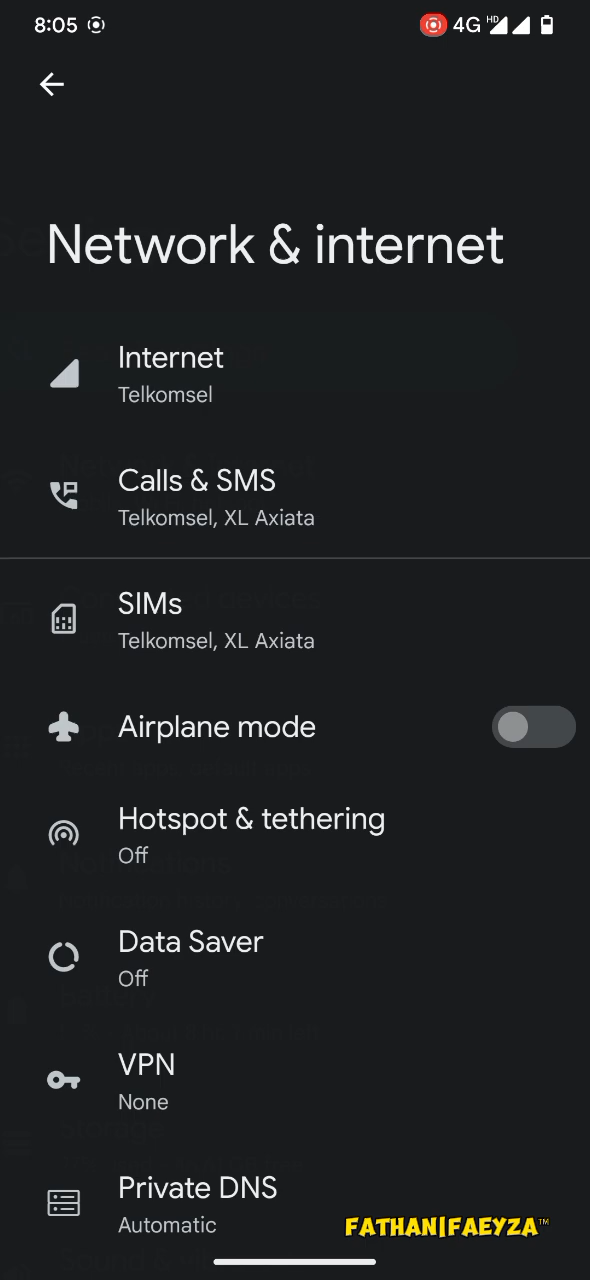 8:05 4G HD
Network & internet
Internet
Telkomsel
Calls & SMS
Telkomsel, XL Axiata
SIMs
Telkomsel, XL Axiata
Airplane mode
Hotspot & tethering
Off
Data Saver
Off
VPN
None
Private DNS
Automatic
FATHANIFAEYZA™